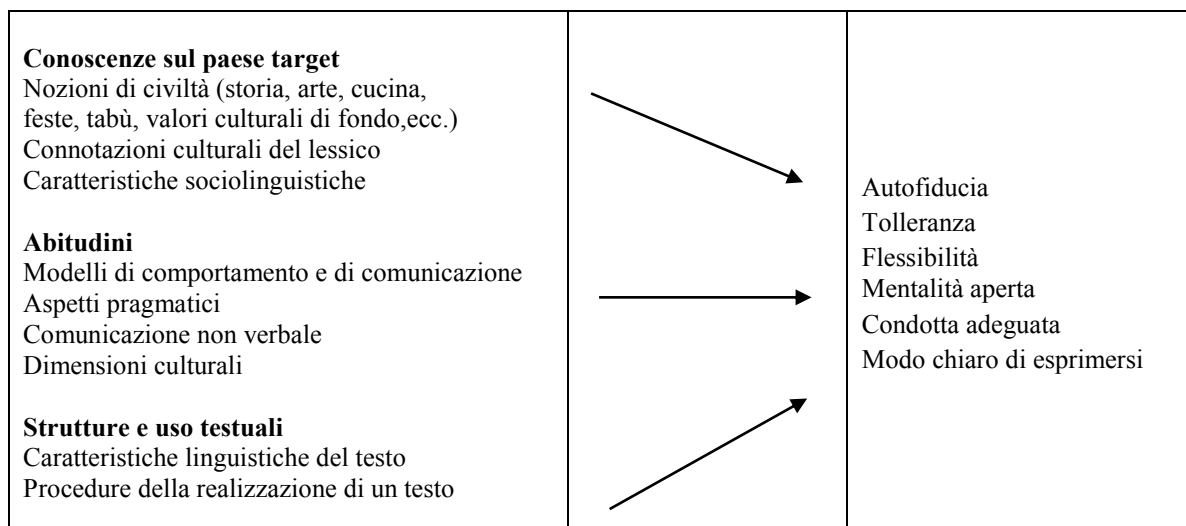 Conoscenze sul paese target
Nozioni di civiltà (storia, arte, cucina,
feste, tabù, valori culturali di fondo,ecc.)
Connotazioni culturali del lessico
Caratteristiche sociolinguistiche
Abitudini
Modelli di comportamento e di comunicazione
Aspetti pragmatici
Comunicazione non verbale
Dimensioni culturali
Strutture e uso testuali
Caratteristiche linguistiche del testo
Procedure della realizzazione di un testo
Autofiducia
Tolleranza
Flessibilità
Mentalità aperta
Condotta adeguata
Modo chiaro di esprimersi